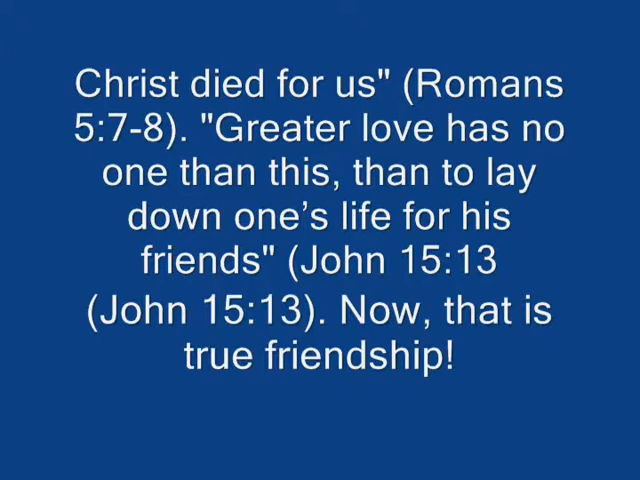 Christ died for us" (Romans
5:7-8). "Greater love has no
one than this, than to lay
down one’s life for his
friends" (John 15:13
(John 15:13). Now, that is
true friendship!